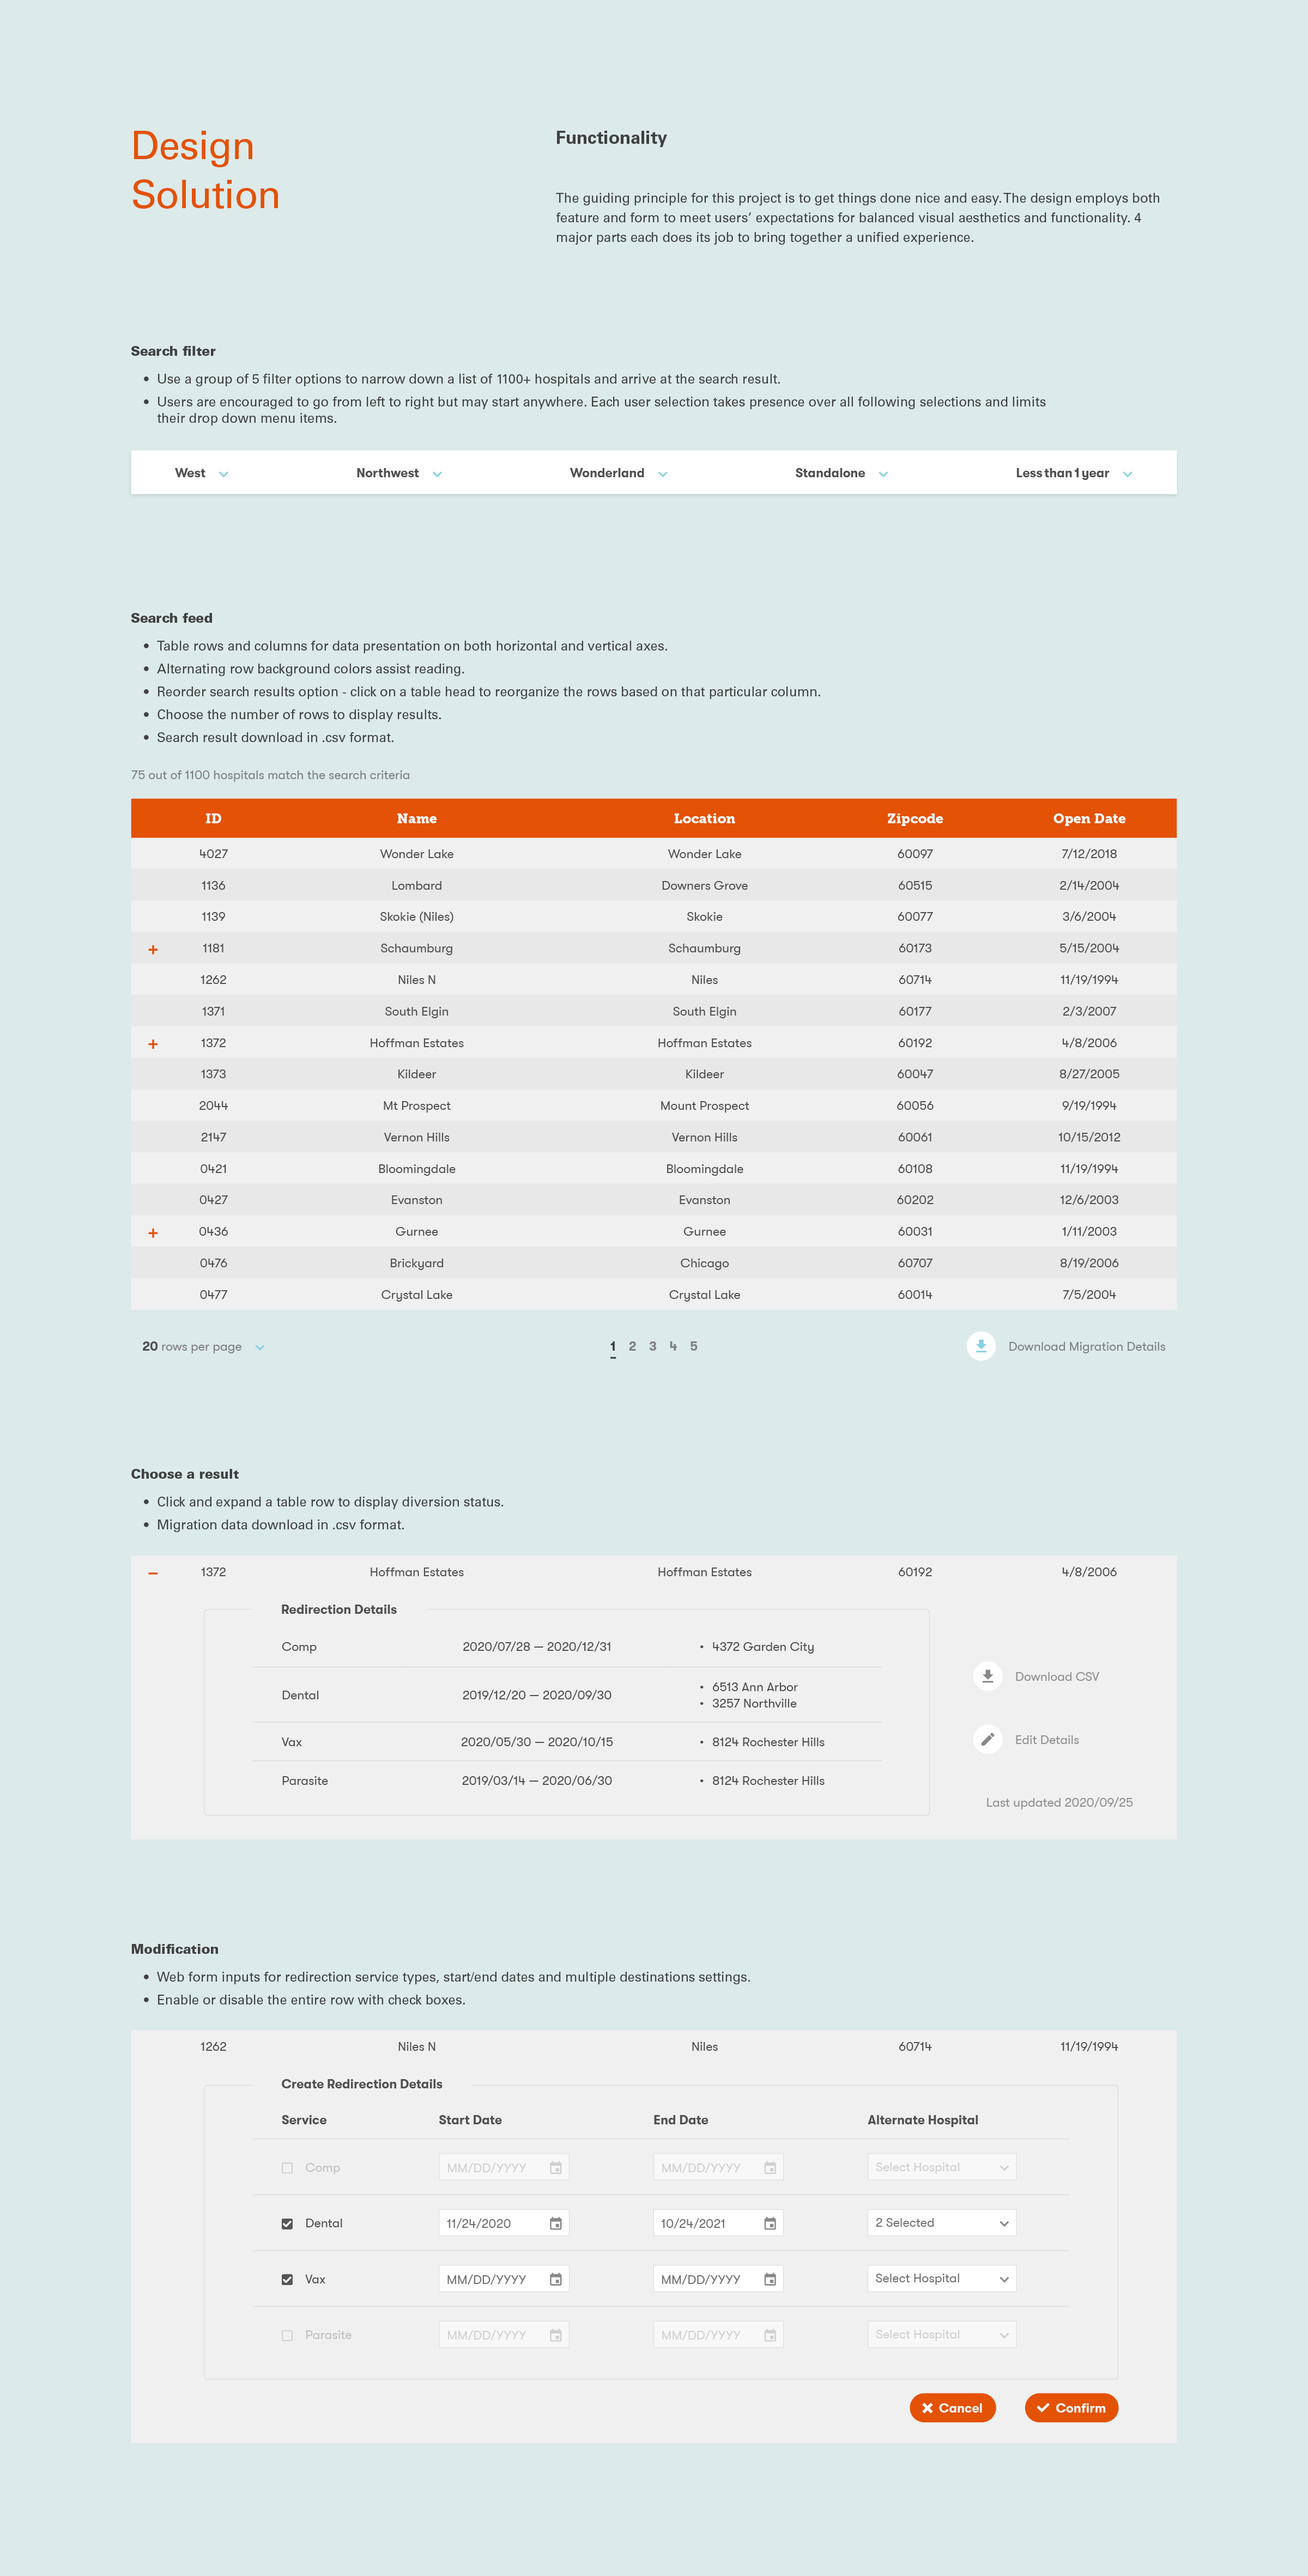 Design
Solution
Functionality
The guiding principle for this project is to get things done nice and easy. The design employs both
feature and form to meet users’ expectations for balanced visual aesthetics and functionality. 4
major parts each does its job to bring together a unified experience.
Search filter
• Use a group of 5 filter options to narrow down a list of 1100+ hospitals and arrive at the search result.
• Users are encouraged to go from left to right but may start anywhere. Each user selection takes presence over all following selections and limits
their drop down menu items.
West Northwest Wonderland Standalone Less than 1 year
Search feed
• Table rows and columns for data presentation on both horizontal and vertical axes.
• Alternating row background colors assist reading.
• Reorder search results option - click on a table head to reorganize the rows based on that particular column.
• Choose the number of rows to display results.
• Search result download in .csv format.
75 out of 1100 hospitals match the search criteria
ID Name Location Zipcode Open Date
4027 Wonder Lake Wonder Lake 60097 7/12/2018
1136 Lombard Downers Grove 60515 2/14/2004
1139 Skokie (Niles) Skokie 60077 3/6/2004
+ 1181 Schaumburg Schaumburg 60173 5/15/2004
1262 Niles N Niles 60714 11/19/1994
1371 South Elgin South Elgin 60177 2/3/2007
+ 1372 Hoffman Estates Hoffman Estates 60192 4/8/2006
1373 Kildeer Kildeer 60047 8/27/2005
2044 Mt Prospect Mount Prospect 60056 9/19/1994
2147 Vernon Hills Vernon Hills 60061 10/15/2012
0421 Bloomingdale Bloomingdale 60108 11/19/1994
0427 Evanston Evanston 60202 12/6/2003
+ 0436 Gurnee Gurnee 60031 1/11/2003
0476 Brickyard Chicago 60707 8/19/2006
0477 Crystal Lake Crystal Lake 60014 7/5/2004
20 rows per page 1 2 3 4 5 Download Migration Details
Choose a result
• Click and expand a table row to display diversion status.
• Migration data download in .csv format.
– 1372 Hoffman Estates Hoffman Estates 60192 4/8/2006
Redirection Details
Comp 2020/07/28 — 2020/12/31 • 4372 Garden City
Dental 2019/12/20 — 2020/09/30 • 6513 Ann Arbor
• 3257 Northville
Vax 2020/05/30 — 2020/10/15 • 8124 Rochester Hills
Parasite 2019/03/14 — 2020/06/30 • 8124 Rochester Hills
Download CSV
Edit Details
Last updated 2020/09/25
Modification
• Web form inputs for redirection service types, start/end dates and multiple destinations settings.
• Enable or disable the entire row with check boxes.
1262 Niles N Niles 60714 11/19/1994
Create Redirection Details
Service Start Date End Date Alternate Hospital
Comp MM/DD/YYYY MM/DD/YYYY Select Hospital
Dental 11/24/2020 10/24/2021 2 Selected
Vax MM/DD/YYYY MM/DD/YYYY Select Hospital
Parasite MM/DD/YYYY MM/DD/YYYY Select Hospital
Cancel Confirm